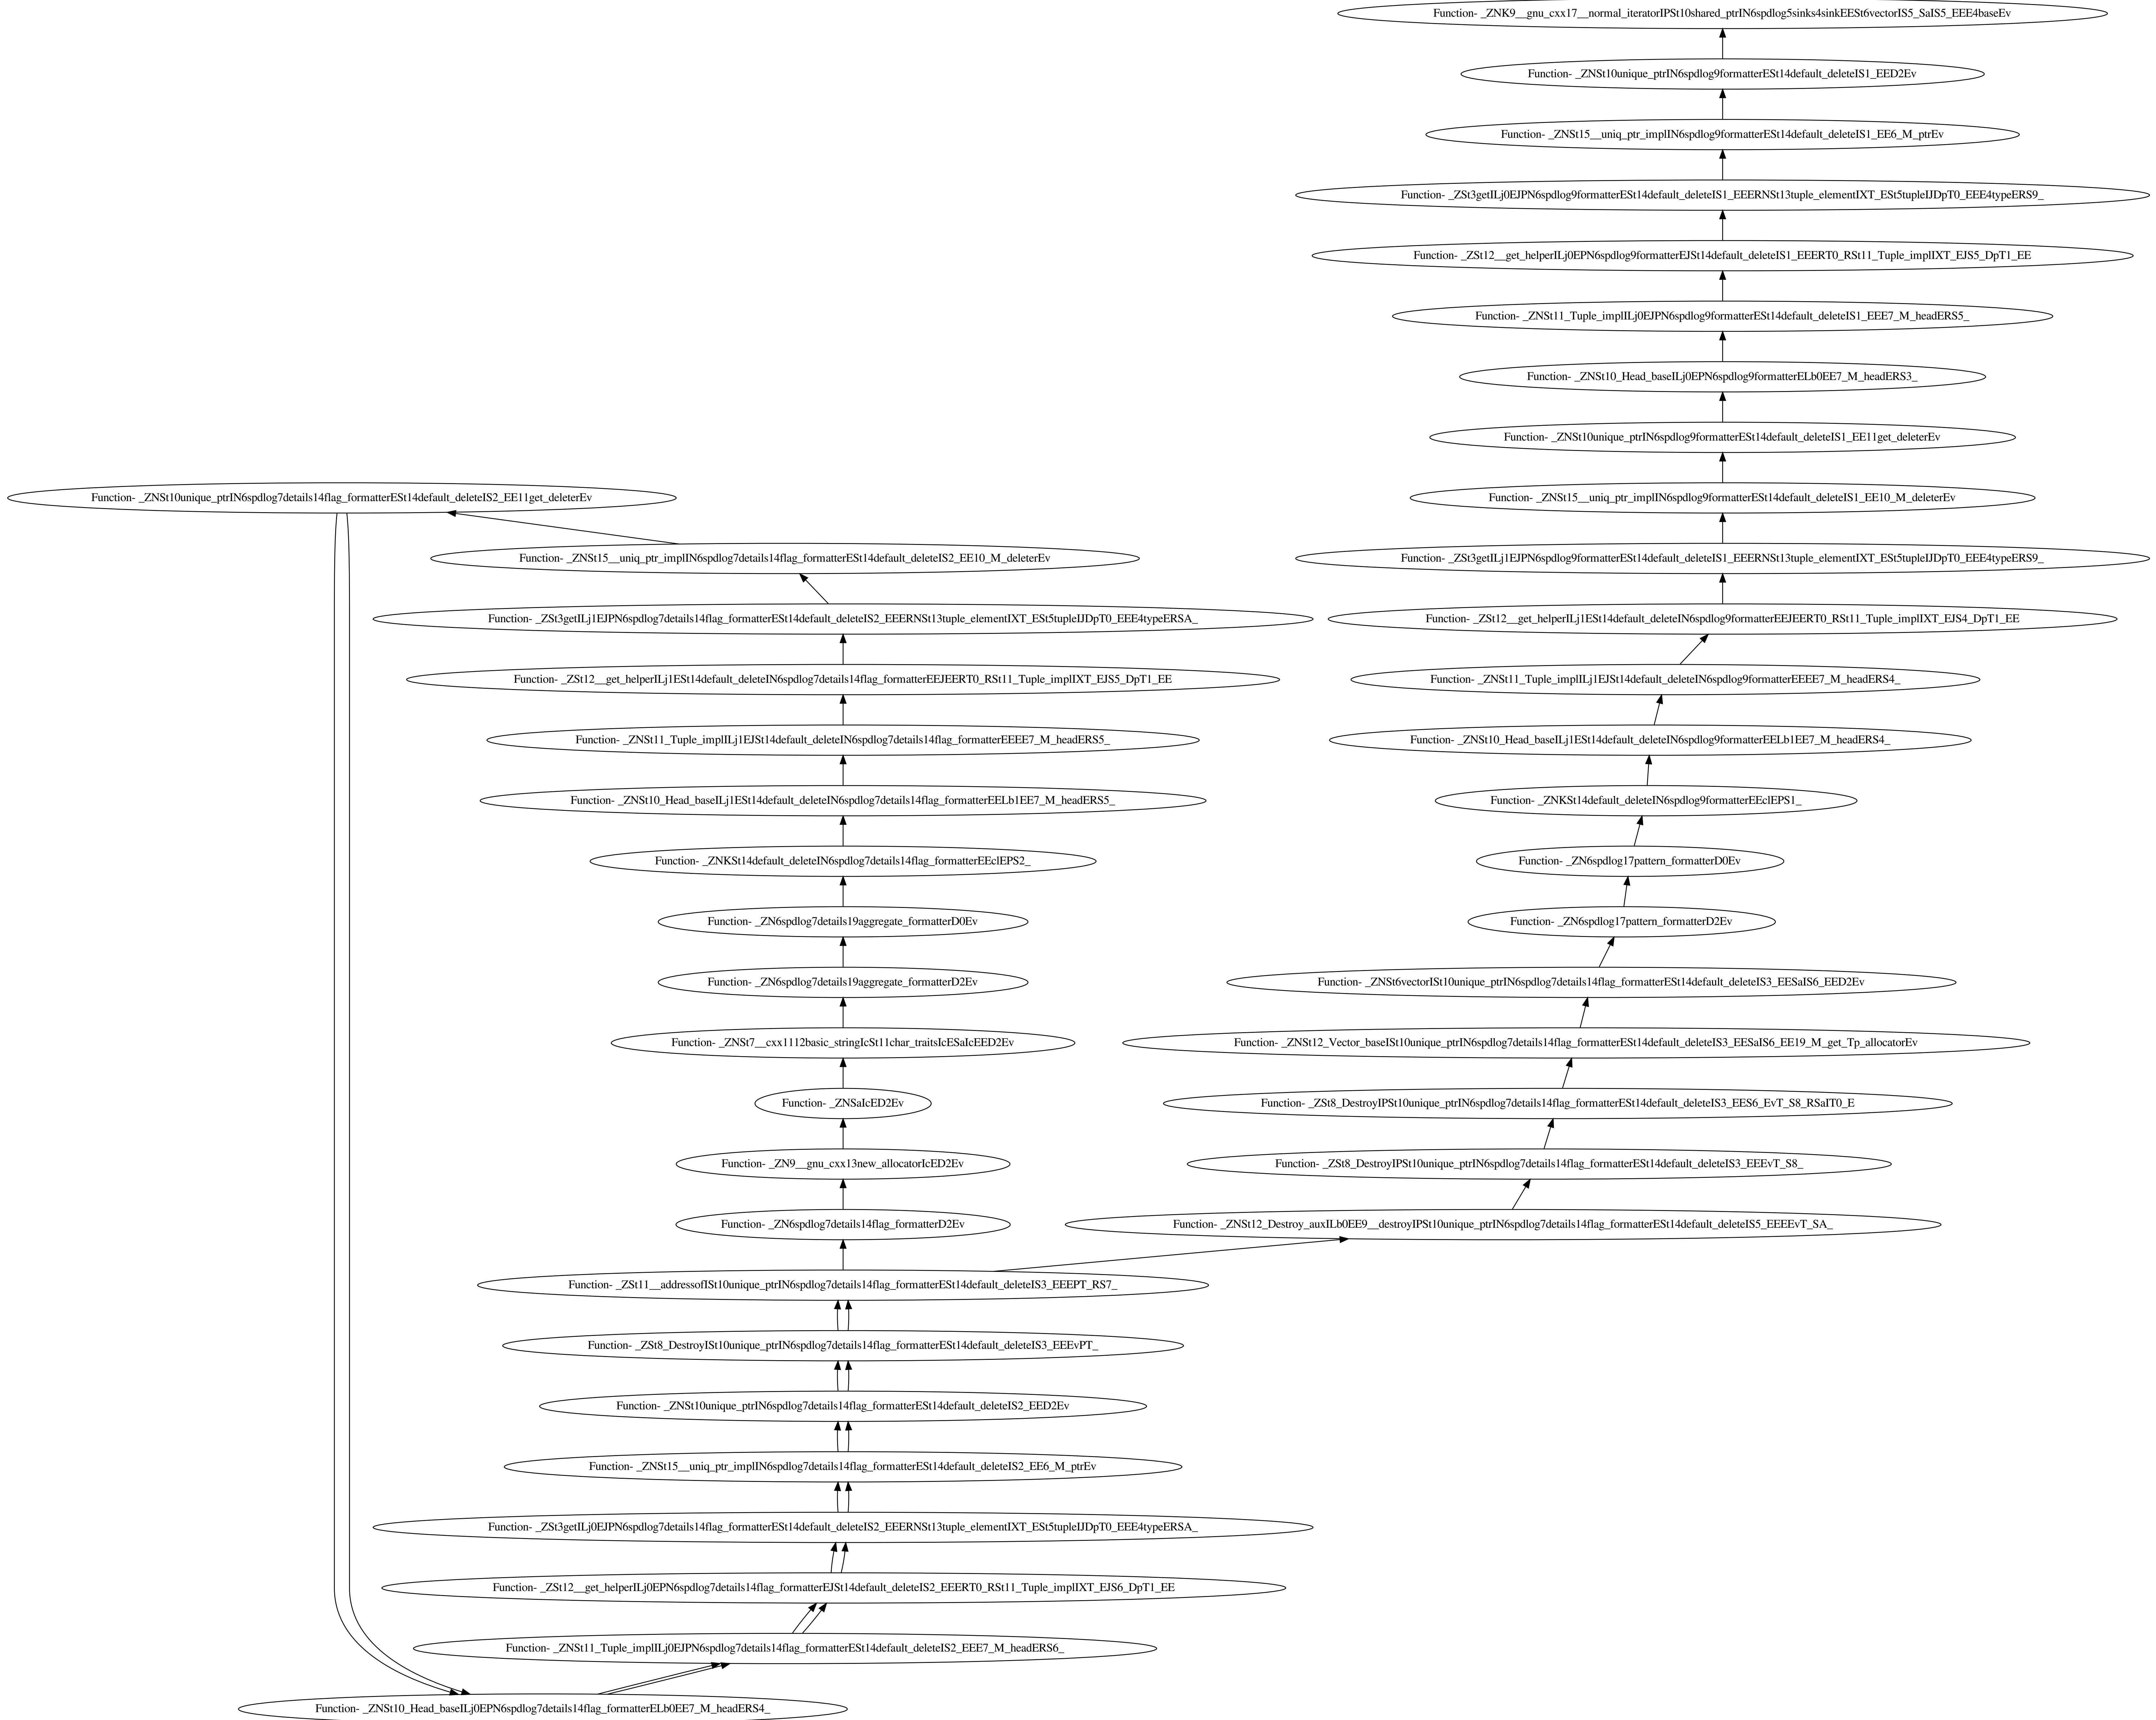 Function- _ZNK9__gnu_cxx17__normal_iteratorIPSt10shared_ptrIN6spdlog5sinks4sinkEESt6vectorIS5_SaIS5_EEE4baseEv
Function- _ZNSt10unique_ptrIN6spdlog9formatterESt14default_deleteIS1_EED2Ev
Function- _ZNSt15__uniq_ptr_implIN6spdlog9formatterESt14default_deleteIS1_EE6_M_ptrEv
Function- _ZSt3getILj0EJPN6spdlog9formatterESt14default_deleteIS1_EEERNSt13tuple_elementIXT_ESt5tupleIJDpT0_EEE4typeERS9_
Function- _ZSt12__get_helperILj0EPN6spdlog9formatterEJSt14default_deleteIS1_EEERT0_RSt11_Tuple_implIXT_EJS5_DpT1_EE
Function- _ZNSt11_Tuple_implILj0EJPN6spdlog9formatterESt14default_deleteIS1_EEE7_M_headERS5_
Function- _ZNSt10_Head_baseILj0EPN6spdlog9formatterELb0EE7_M_headERS3_
Function- _ZNSt10unique_ptrIN6spdlog9formatterESt14default_deleteIS1_EE11get_deleterEv
Function- _ZNSt10unique_ptrIN6spdlog7details14flag_formatterESt14default_deleteIS2_EE11get_deleterEv
Function- _ZNSt15__uniq_ptr_implIN6spdlog9formatterESt14default_deleteIS1_EE10_M_deleterEv
Function- _ZNSt15__uniq_ptr_implIN6spdlog7details14flag_formatterESt14default_deleteIS2_EE10_M_deleterEv
Function- _ZSt3getILj1EJPN6spdlog9formatterESt14default_deleteIS1_EEERNSt13tuple_elementIXT_ESt5tupleIJDpT0_EEE4typeERS9_
Function- _ZSt3getILj1EJPN6spdlog7details14flag_formatterESt14default_deleteIS2_EEERNSt13tuple_elementIXT_ESt5tupleIJDpT0_EEE4typeERSA_
Function- _ZSt12__get_helperILj1ESt14default_deleteIN6spdlog9formatterEEJEERT0_RSt11_Tuple_implIXT_EJS4_DpT1_EE
Function- _ZSt12__get_helperILj1ESt14default_deleteIN6spdlog7details14flag_formatterEEJEERT0_RSt11_Tuple_implIXT_EJS5_DpT1_EE
Function- _ZNSt11_Tuple_implILj1EJSt14default_deleteIN6spdlog9formatterEEEE7_M_headERS4_
Function- _ZNSt11_Tuple_implILj1EJSt14default_deleteIN6spdlog7details14flag_formatterEEEE7_M_headERS5_
Function- _ZNSt10_Head_baseILj1ESt14default_deleteIN6spdlog9formatterEELb1EE7_M_headERS4_
Function- _ZNSt10_Head_baseILj1ESt14default_deleteIN6spdlog7details14flag_formatterEELb1EE7_M_headERS5_
Function- _ZNKSt14default_deleteIN6spdlog9formatterEEclEPS1_
Function- _ZNKSt14default_deleteIN6spdlog7details14flag_formatterEEclEPS2_
Function- _ZN6spdlog17pattern_formatterD0Ev
Function- _ZN6spdlog7details19aggregate_formatterD0Ev
Function- _ZN6spdlog17pattern_formatterD2Ev
Function- _ZN6spdlog7details19aggregate_formatterD2Ev
Function- _ZNSt6vectorISt10unique_ptrIN6spdlog7details14flag_formatterESt14default_deleteIS3_EESaIS6_EED2Ev
Function- _ZNSt7__cxx1112basic_stringIcSt11char_traitsIcESaIcEED2Ev
Function- _ZNSt12_Vector_baseISt10unique_ptrIN6spdlog7details14flag_formatterESt14default_deleteIS3_EESaIS6_EE19_M_get_Tp_allocatorEv
Function- _ZNSaIcED2Ev
Function- _ZSt8_DestroyIPSt10unique_ptrIN6spdlog7details14flag_formatterESt14default_deleteIS3_EES6_EvT_S8_RSaIT0_E
Function- _ZN9__gnu_cxx13new_allocatorIcED2Ev
Function- _ZSt8_DestroyIPSt10unique_ptrIN6spdlog7details14flag_formatterESt14default_deleteIS3_EEEvT_S8_
Function- _ZN6spdlog7details14flag_formatterD2Ev
Function- _ZNSt12_Destroy_auxILb0EE9__destroyIPSt10unique_ptrIN6spdlog7details14flag_formatterESt14default_deleteIS5_EEEEvT_SA_
Function- _ZSt11__addressofISt10unique_ptrIN6spdlog7details14flag_formatterESt14default_deleteIS3_EEEPT_RS7_
Function- _ZSt8_DestroyISt10unique_ptrIN6spdlog7details14flag_formatterESt14default_deleteIS3_EEEvPT_
Function- _ZNSt10unique_ptrIN6spdlog7details14flag_formatterESt14default_deleteIS2_EED2Ev
Function- _ZNSt15__uniq_ptr_implIN6spdlog7details14flag_formatterESt14default_deleteIS2_EE6_M_ptrEv
Function- _ZSt3getILj0EJPN6spdlog7details14flag_formatterESt14default_deleteIS2_EEERNSt13tuple_elementIXT_ESt5tupleIJDpT0_EEE4typeERSA_
Function- _ZSt12__get_helperILj0EPN6spdlog7details14flag_formatterEJSt14default_deleteIS2_EEERT0_RSt11_Tuple_implIXT_EJS6_DpT1_EE
Function- _ZNSt11_Tuple_implILj0EJPN6spdlog7details14flag_formatterESt14default_deleteIS2_EEE7_M_headERS6_
Function- _ZNSt10_Head_baseILj0EPN6spdlog7details14flag_formatterELb0EE7_M_headERS4_